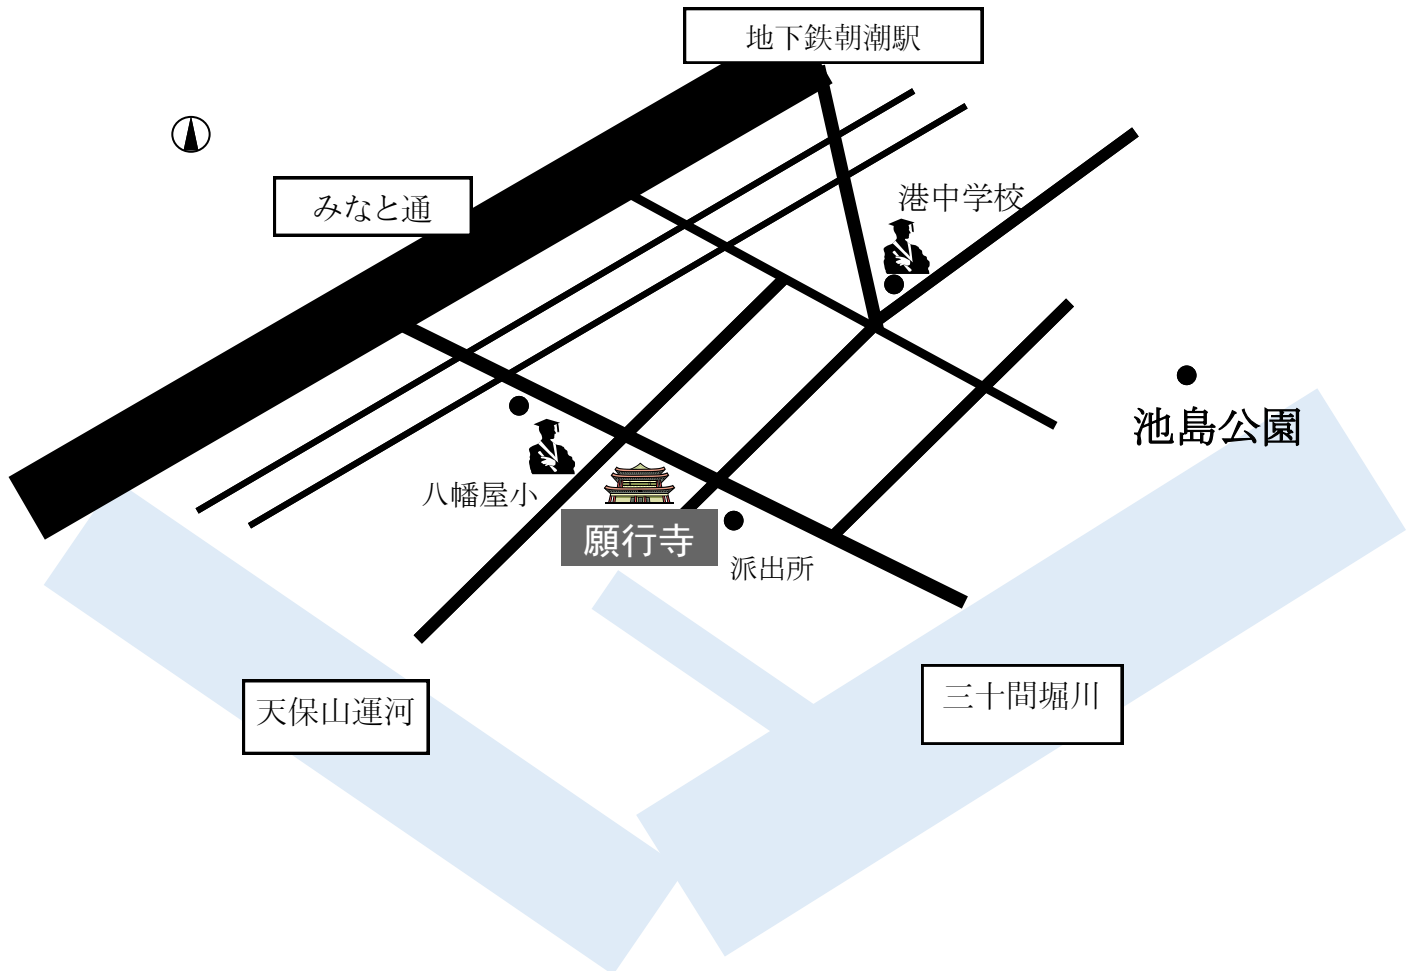 地下鉄朝潮駅
みなと通
港中学校
池島公園
八幡屋小
願行寺
派出所
天保山運河
三十間堀川